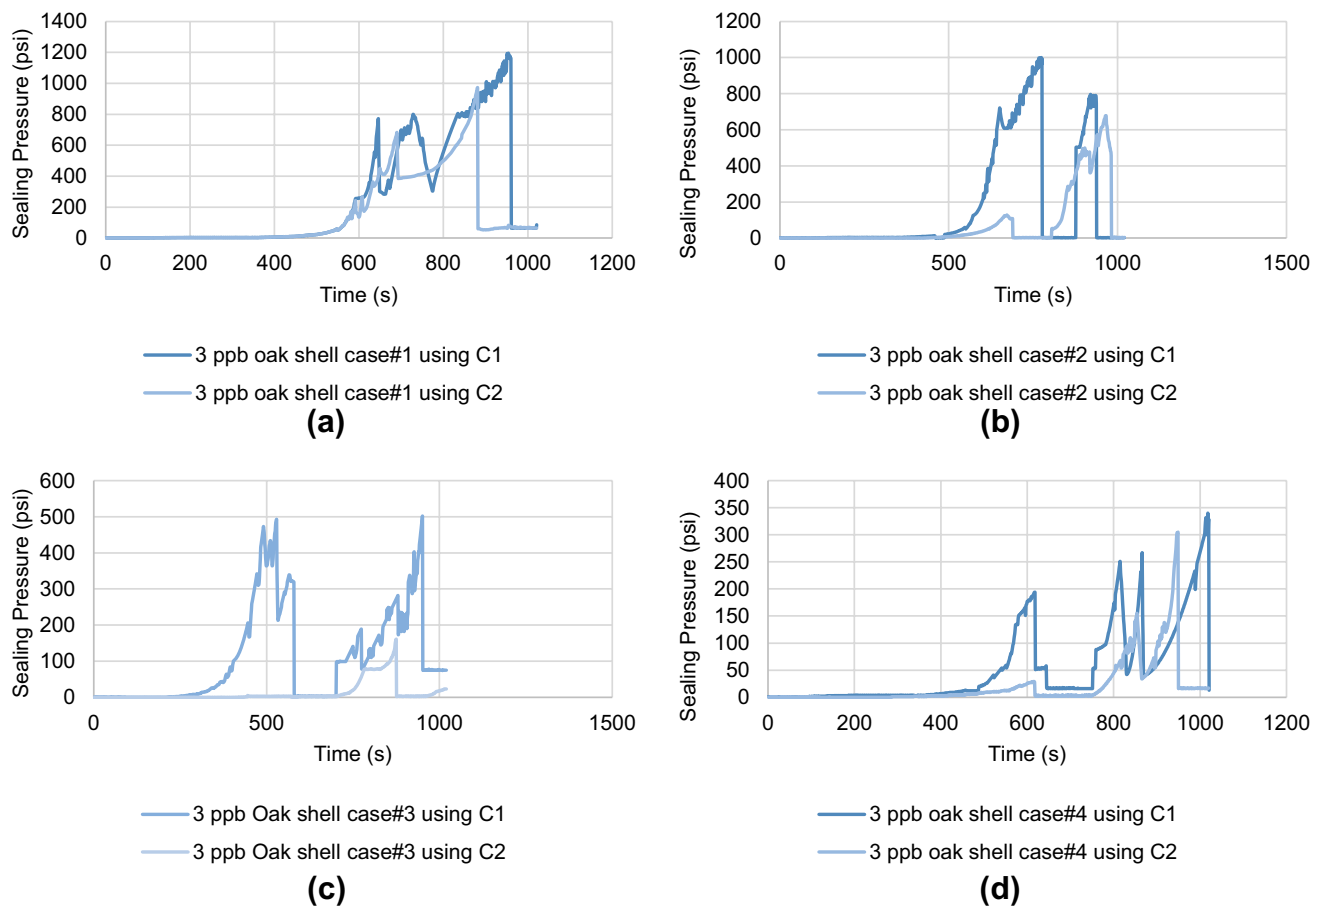 1400
1200
1000
800
600
400
200
0
Sealing Pressure (psi)
0 200 400 600 800 1000 1200
Time (s)
3 ppb oak shell case#1 using C1
3 ppb oak shell case#1 using C2
(a)
1200
1000
800
600
400
200
0
Sealing Pressure (psi)
0 500 1000 1500
Time (s)
3 ppb oak shell case#2 using C1
3 ppb oak shell case#2 using C2
(b)
600
500
400
300
200
100
0
Sealing Pressure (psi)
0 500 1000 1500
Time (s)
3 ppb Oak shell case#3 using C1
3 ppb Oak shell case#3 using C2
(c)
400
350
300
250
200
150
100
50
0
Sealing Pressure (psi)
0 200 400 600 800 1000 1200
Time (s)
3 ppb oak shell case#4 using C1
3 ppb oak shell case#4 using C2
(d)